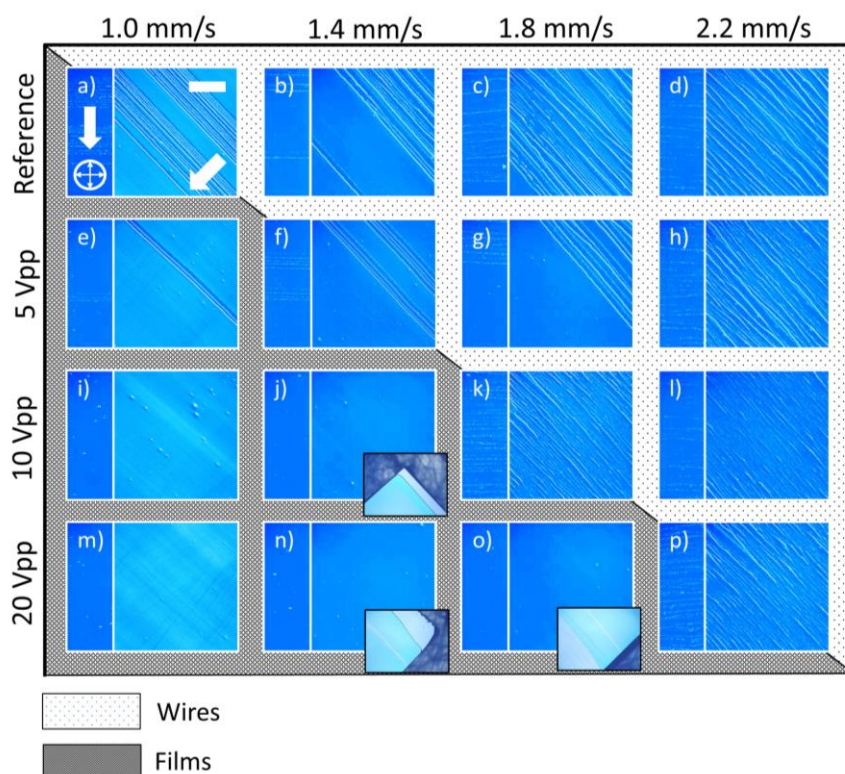 1.0 mm/s 1.4 mm/s 1.8 mm/s 2.2 mm/s
Reference
a) b) c) d)
5 Vpp
e) f) g) h)
10 Vpp
i) j) k) l)
20 Vpp
m) n) o) p)
Wires
Films